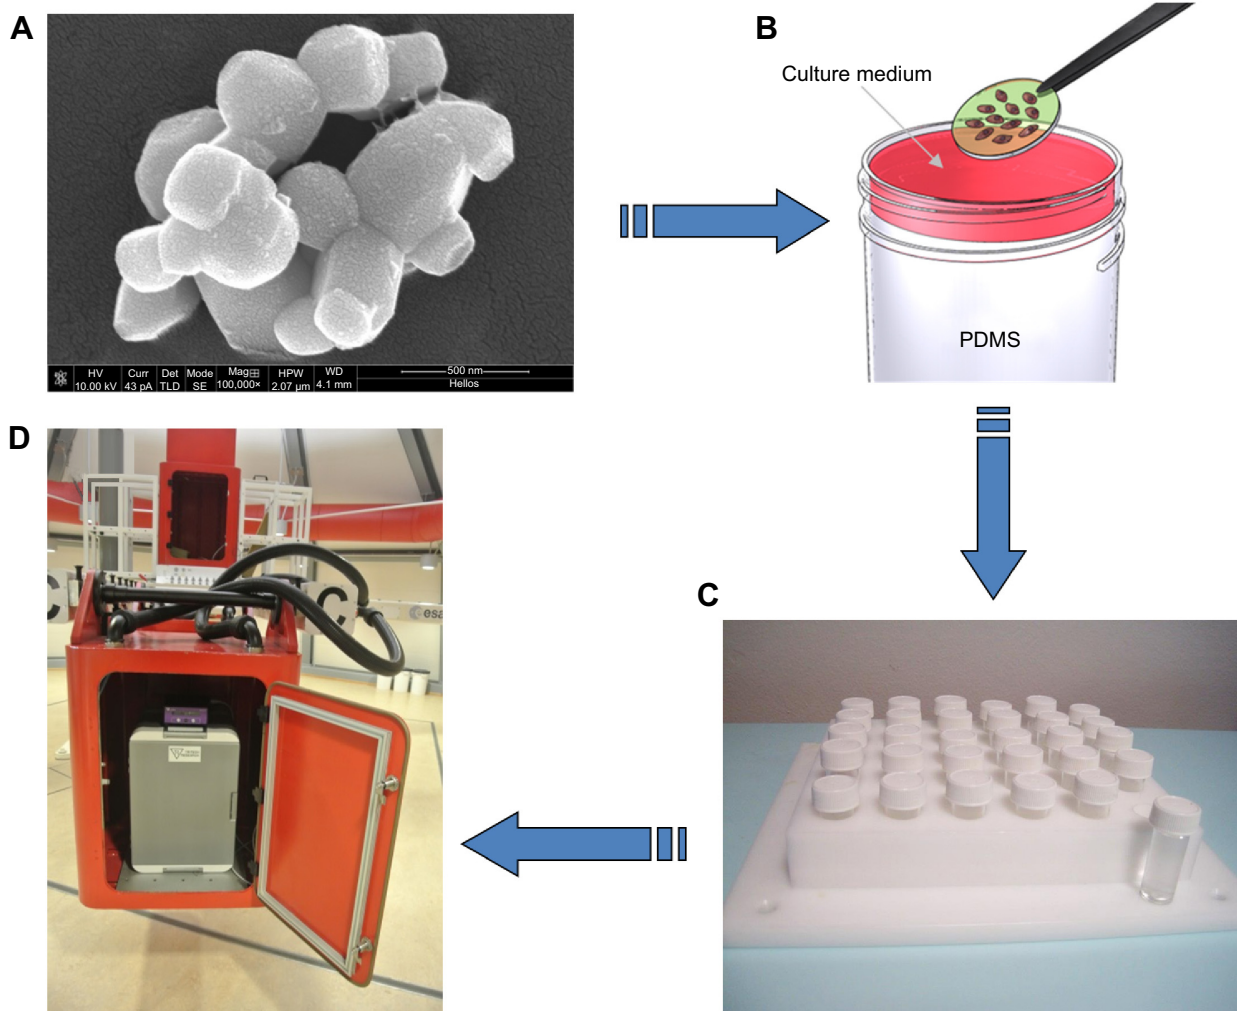 A
HV Curr Det Mode Mag HPW WD 500 nm
10.00 kV 43 pA TLD SE 100,000× 2.07 µm 4.1 mm Hellos
B
Culture medium
PDMS
C
D
C
esa